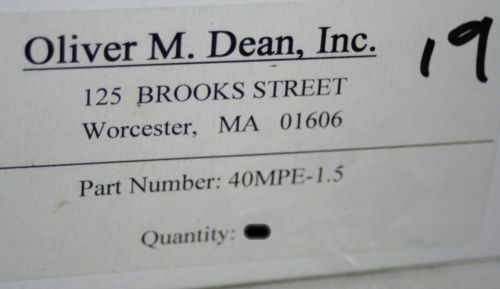 Oliver M. Dean, Inc.
19
125 BROOKS STREET
Worcester, MA 01606
Part Number: 40MPE-1.5
Quantity: